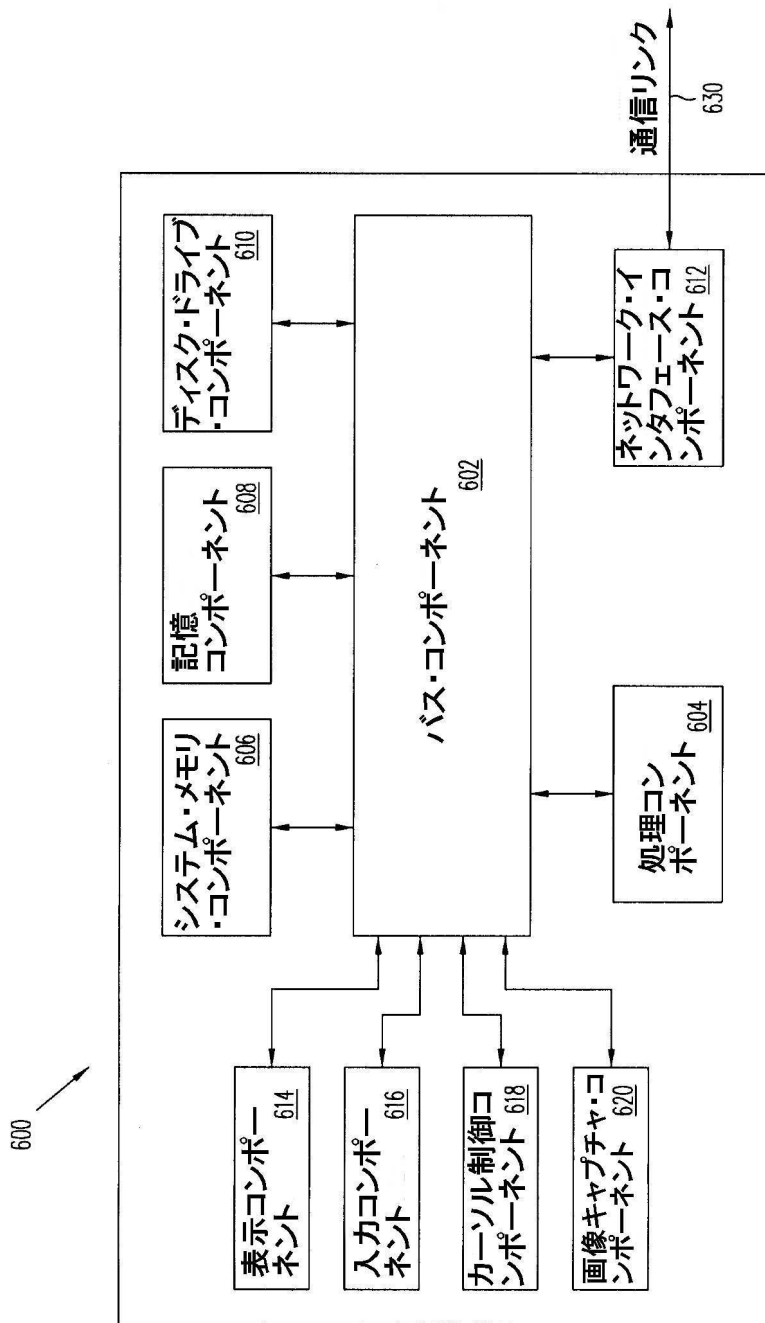 600
表示コンポー
ネント
614
入力コンポー
ネント
616
カーソル制御コ
ンポーネント
618
画像キャプチャ・コ
ンポーネント
620
システム・メモリ
・コンポーネント
606
記憶
コンポーネント
608
ディスク・ドライブ
・コンポーネント
610
バス・コンポーネント
602
処理コン
ポーネント
604
ネットワーク・イ
ンタフェース・コ
ンポーネント
612
通信リンク
630